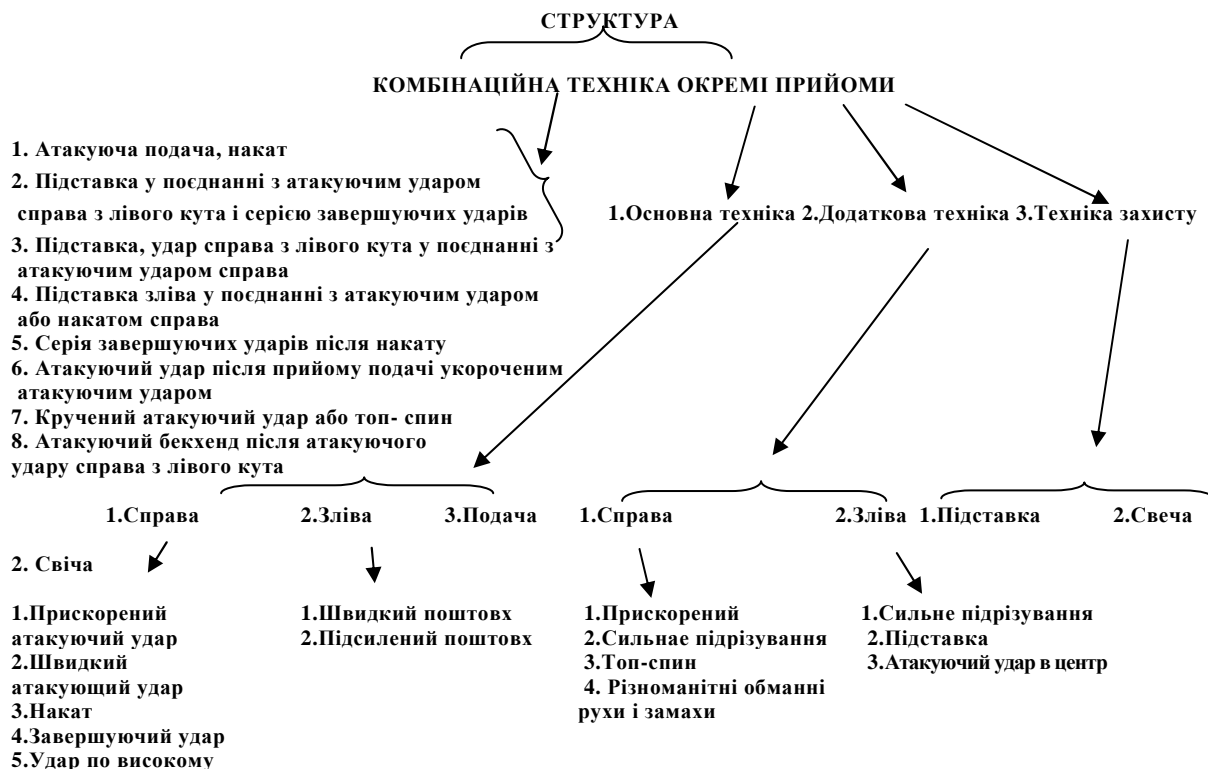 СТРУКТУРА
КОМБІНАЦІЙНА ТЕХНІКА ОКРЕМІ ПРИЙОМИ
1. Атакуюча подача, накат
2. Підставка у поєднанні з атакуючим ударом
справа з лівого кута і серією завершуючих ударів
3. Підставка, удар справа з лівого кута у поєднанні з
атакуючим ударом справа
4. Підставка зліва у поєднанні з атакуючим ударом
або накатом справа
5. Серія завершуючих ударів після накату
6. Атакуючий удар після прийому подачі укороченим
атакуючим ударом
7. Кручений атакуючий удар або топ- спин
8. Атакуючий бекхенд після атакуючого
удару справа з лівого кута
1.Основна техніка 2.Додаткова техніка 3.Техніка захисту
1.Справа 2.Зліва 3.Подача 1.Справа 2.Зліва 1.Підставка 2.Свеча
2. Свіча
1.Прискорений
атакуючий удар
2.Швидкий
атакующий удар
3.Накат
4.Завершуючий удар
5.Удар по високому
1.Швидкий поштовх
2.Підсилений поштовх
1.Прискорений
2.Сильнае підрізування
3.Топ-спин
4. Різноманітні обманні
рухи і замахи
1.Сильне підрізування
2.Підставка
3.Атакуючий удар в центр